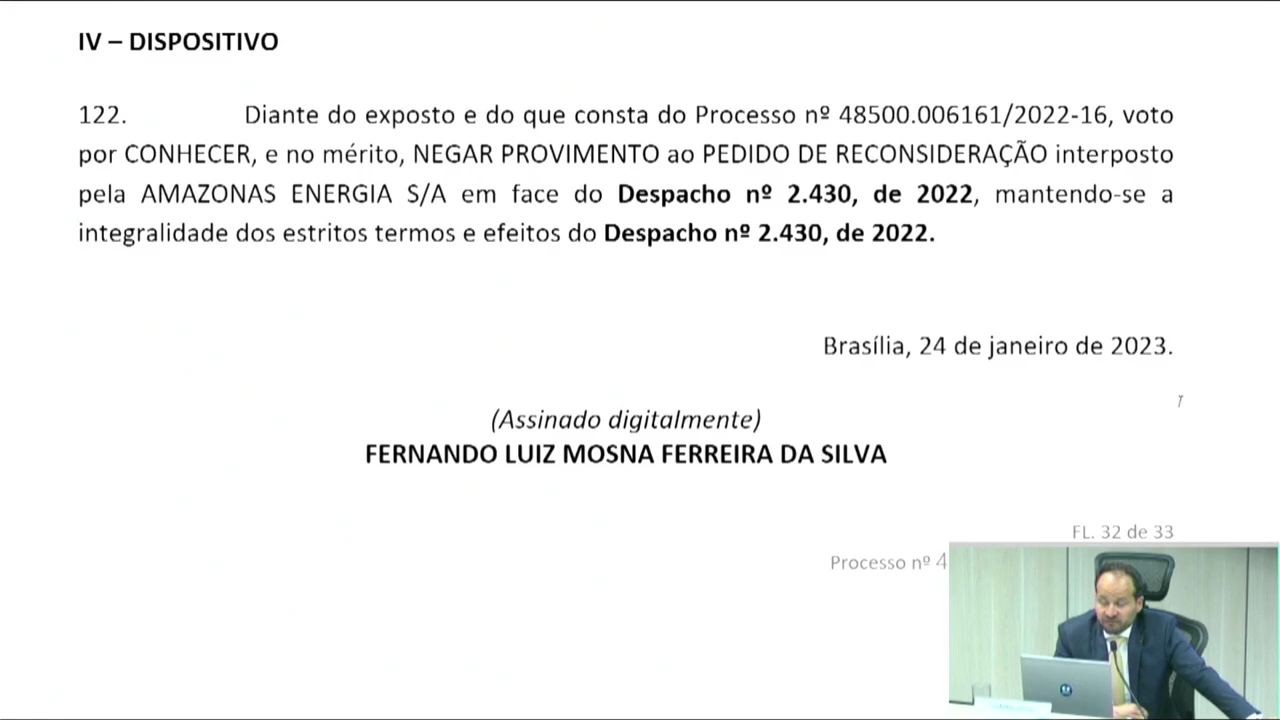 IV – DISPOSITIVO
122. Diante do exposto e do que consta do Processo nº 48500.006161/2022-16, voto
por CONHECER, e no mérito, NEGAR PROVIMENTO ao PEDIDO DE RECONSIDERAÇÃO interposto
pela AMAZONAS ENERGIA S/A em face do Despacho nº 2.430, de 2022, mantendo-se a
integralidade dos estritos termos e efeitos do Despacho nº 2.430, de 2022.
Brasília, 24 de janeiro de 2023.
(Assinado digitalmente)
FERNANDO LUIZ MOSNA FERREIRA DA SILVA
FL. 32 de 33
Processo nº 4